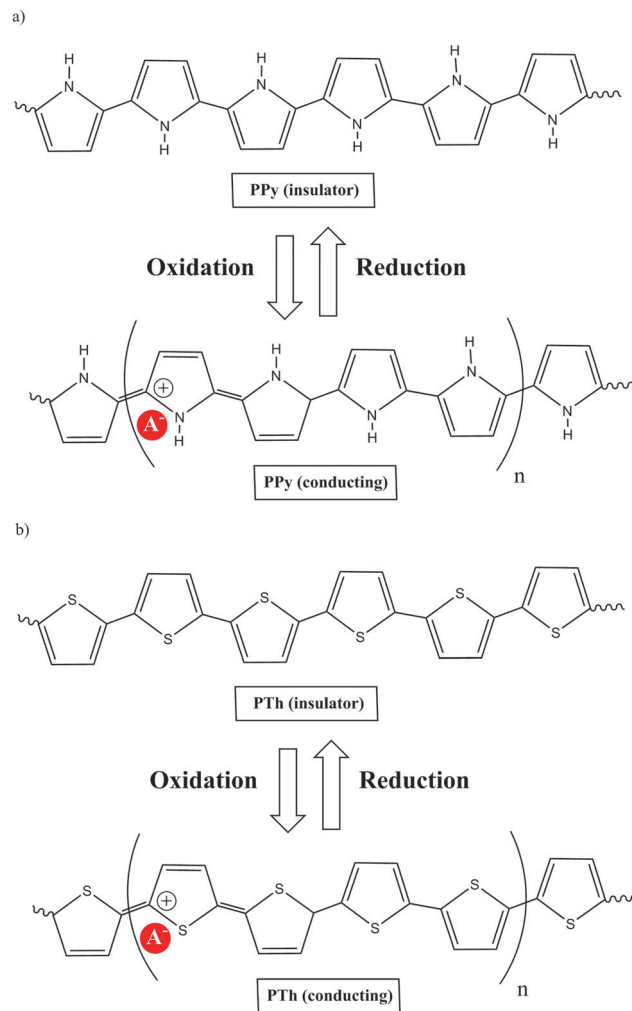 a)
H
N
H
N
H
N
N
H
N
H
N
H
PPy (insulator)
Oxidation
Reduction
H
N
+
A-
N
H
H
N
N
H
H
N
N
H
n
PPy (conducting)
b)
S
S
S
S
S
S
PTh (insulator)
Oxidation
Reduction
S
+
A-
S
S
S
S
S
n
PTh (conducting)